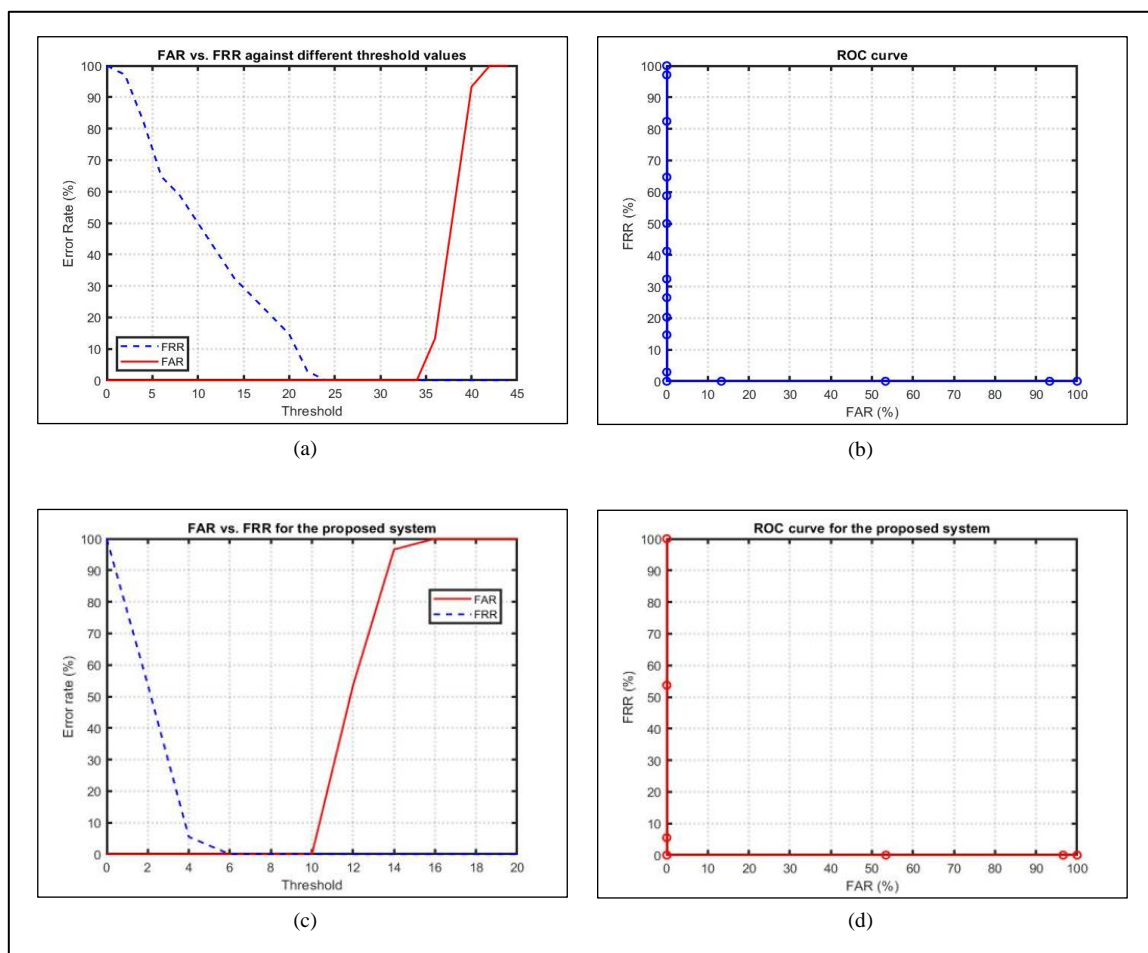 FAR vs. FRR against different threshold values
100
90
80
70
60
50
40
30
20
10
0
Error Rate (%)
FRR
FAR
0 5 10 15 20 25 30 35 40 45
Threshold
(a)
ROC curve
100
90
80
70
60
50
40
30
20
10
0
FRR (%)
0 10 20 30 40 50 60 70 80 90 100
FAR (%)
(b)
FAR vs. FRR for the proposed system
100
90
80
70
60
50
40
30
20
10
0
Error rate (%)
FAR
FRR
0 2 4 6 8 10 12 14 16 18 20
Threshold
(c)
ROC curve for the proposed system
100
90
80
70
60
50
40
30
20
10
0
FRR (%)
0 10 20 30 40 50 60 70 80 90 100
FAR (%)
(d)